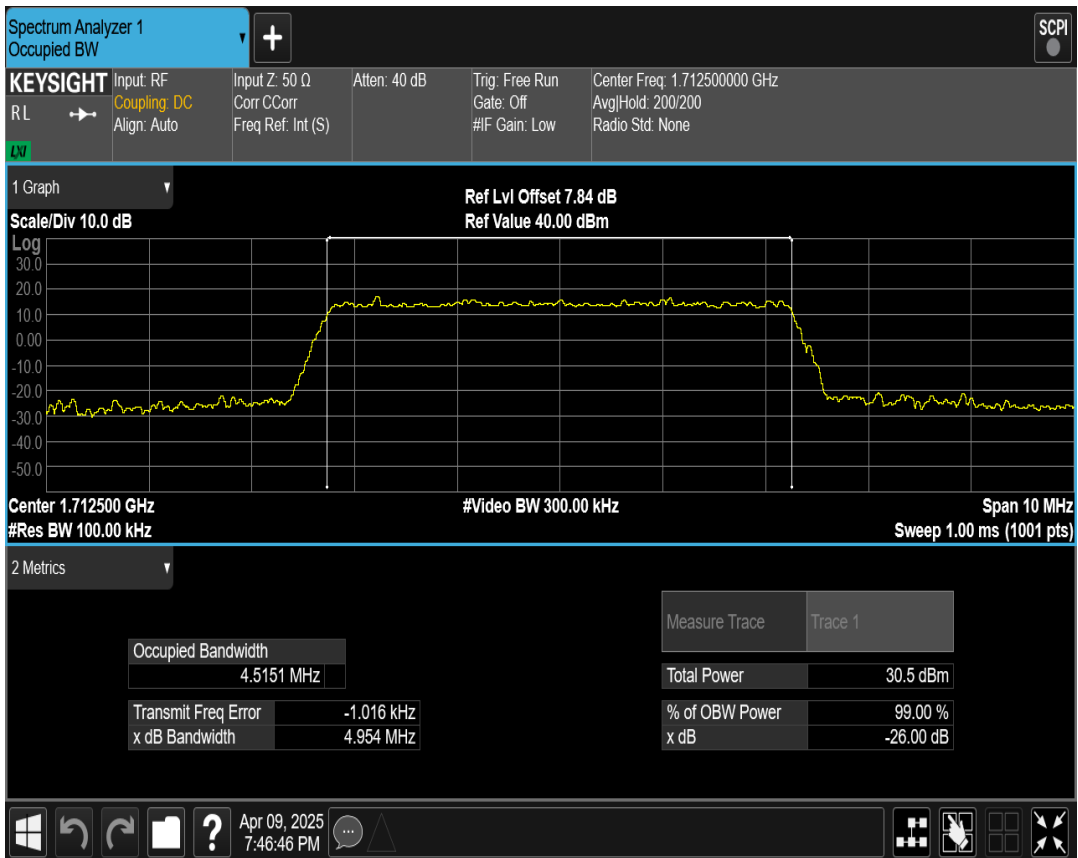 Spectrum Analyzer 1
Occupied BW
+
SCPI
KEYSIGHT
R L
LXI
Input: RF
Coupling: DC
Align: Auto
Input Z: 50 Ω
Corr CCorr
Freq Ref: Int (S)
Atten: 40 dB
Trig: Free Run
Gate: Off
#IF Gain: Low
Center Freq: 1.712500000 GHz
Avg|Hold: 200/200
Radio Std: None
1 Graph
Ref Lvl Offset 7.84 dB
Scale/Div 10.0 dB
Ref Value 40.00 dBm
Log
30.0
20.0
10.0
0.00
-10.0
-20.0
-30.0
-40.0
-50.0
Center 1.712500 GHz
#Video BW 300.00 kHz
Span 10 MHz
#Res BW 100.00 kHz
Sweep 1.00 ms (1001 pts)
2 Metrics
Measure Trace Trace 1
Occupied Bandwidth
4.5151 MHz
Total Power 30.5 dBm
Transmit Freq Error -1.016 kHz
% of OBW Power 99.00 %
x dB Bandwidth 4.954 MHz
x dB -26.00 dB
?
Apr 09, 2025
7:46:46 PM